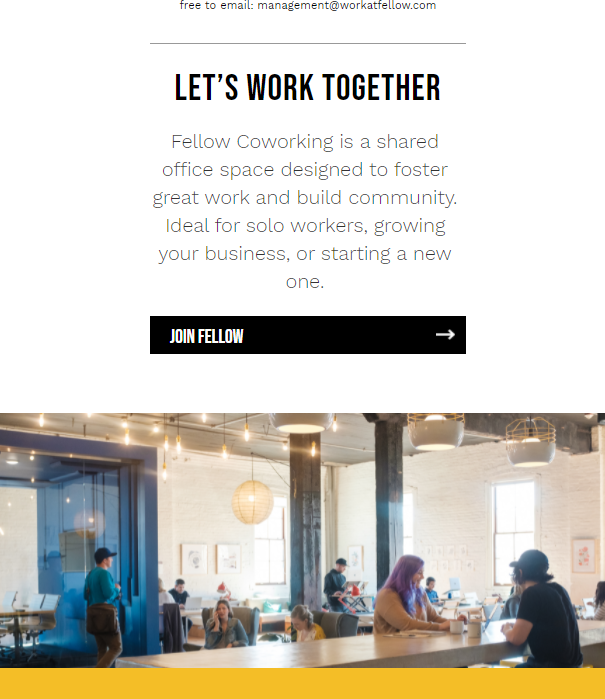 free to email: management@workatfellow.com
LET’S WORK TOGETHER
Fellow Coworking is a shared
office space designed to foster
great work and build community.
Ideal for solo workers, growing
your business, or starting a new
one.
JOIN FELLOW